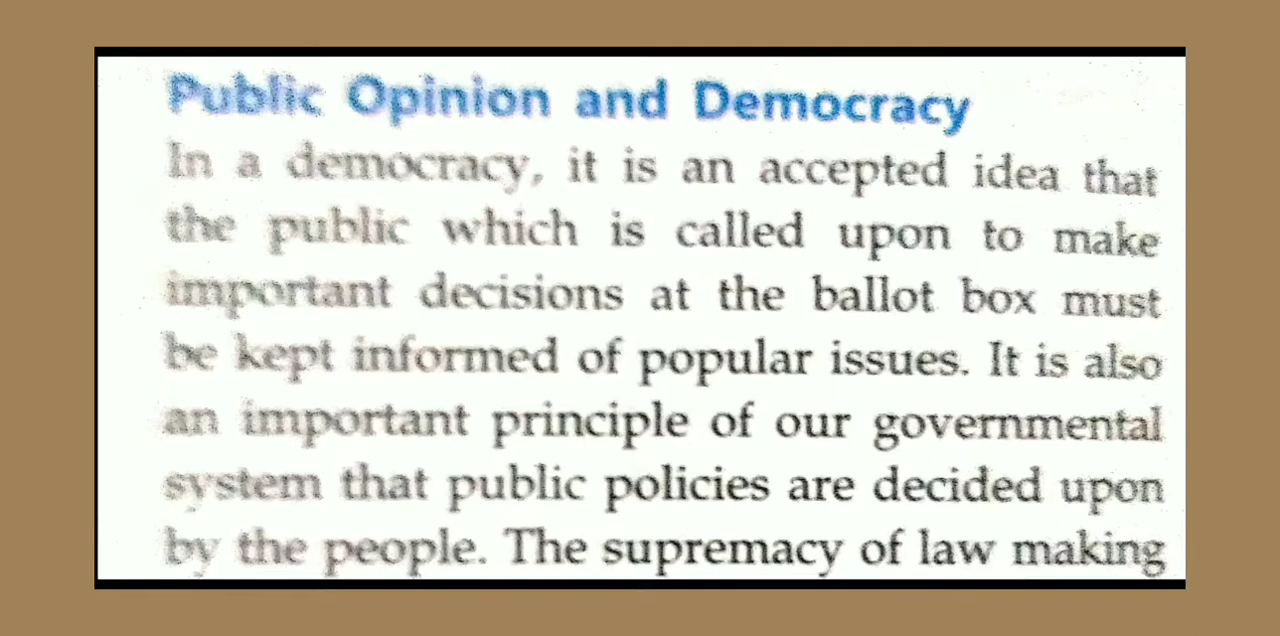 Public Opinion and Democracy
In a democracy, it is an accepted idea that
the public which is called upon to make
important decisions at the ballot box must
be kept informed of popular issues. It is also
an important principle of our governmental
system that public policies are decided upon
by the people. The supremacy of law making